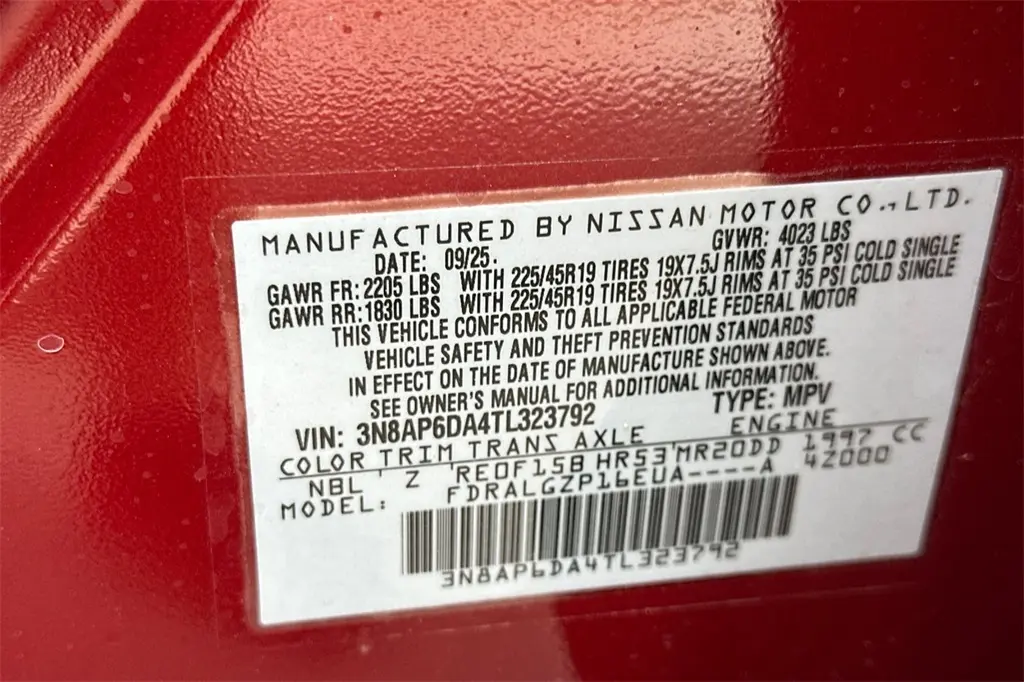 MANUFACTURED BY NISSAN MOTOR CO.,LTD.
DATE: 09/25. GVWR: 4023 LBS
GAWR FR:2205 LBS WITH 225/45R19 TIRES 19X7.5J RIMS AT 35 PSI COLD SINGLE
GAWR RR:1830 LBS WITH 225/45R19 TIRES 19X7.5J RIMS AT 35 PSI COLD SINGLE
THIS VEHICLE CONFORMS TO ALL APPLICABLE FEDERAL MOTOR
VEHICLE SAFETY AND THEFT PREVENTION STANDARDS
IN EFFECT ON THE DATE OF MANUFACTURE SHOWN ABOVE.
SEE OWNER'S MANUAL FOR ADDITIONAL INFORMATION.
VIN: 3N8AP6DA4TL323792 TYPE: MPV
COLOR TRIM TRANS AXLE ENGINE
NBL Z RE0F15B HR53 MR20DD 1997 CC
MODEL: FDRALGZP16EUA----A 42000
3N8AP6DA4TL323792